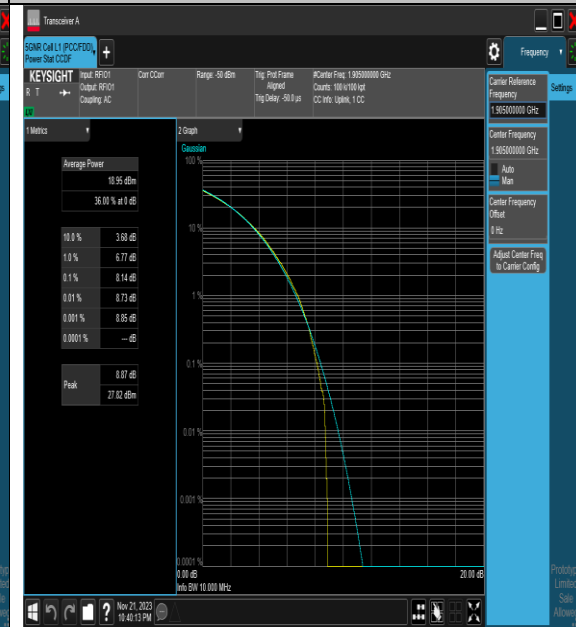 Transceiver A
5GNR Cell L1 (PCC/FDD)
Power Stat CCDF
+
Frequency
KEYSIGHT
R T
Input: RFIO1
Output: RFIO1
Coupling: AC
Corr CCorr
Range: -50 dBm
Trig: Prot Frame
Aligned
Trig Delay: -50.0 µs
#Center Freq: 1.905000000 GHz
Counts: 100 k/100 kpt
CC Info: Uplink, 1 CC
Carrier Reference
Frequency
1.905000000 GHz
Settings
1 Metrics
2 Graph
Center Frequency
1.905000000 GHz
Auto
Man
Center Frequency
Offset
0 Hz
Adjust Center Freq
to Carrier Config
Average Power
18.95 dBm
36.00 % at 0 dB
10.0 % 3.68 dB
1.0 % 6.77 dB
0.1 % 8.14 dB
0.01 % 8.73 dB
0.001 % 8.85 dB
0.0001 % --- dB
Peak
8.87 dB
27.82 dBm
Gaussian
100 %
10 %
1 %
0.1 %
0.01 %
0.001 %
0.0001 %
0.00 dB
20.00 dB
Info BW 10.000 MHz
Nov 21, 2023
10:40:13 PM
?